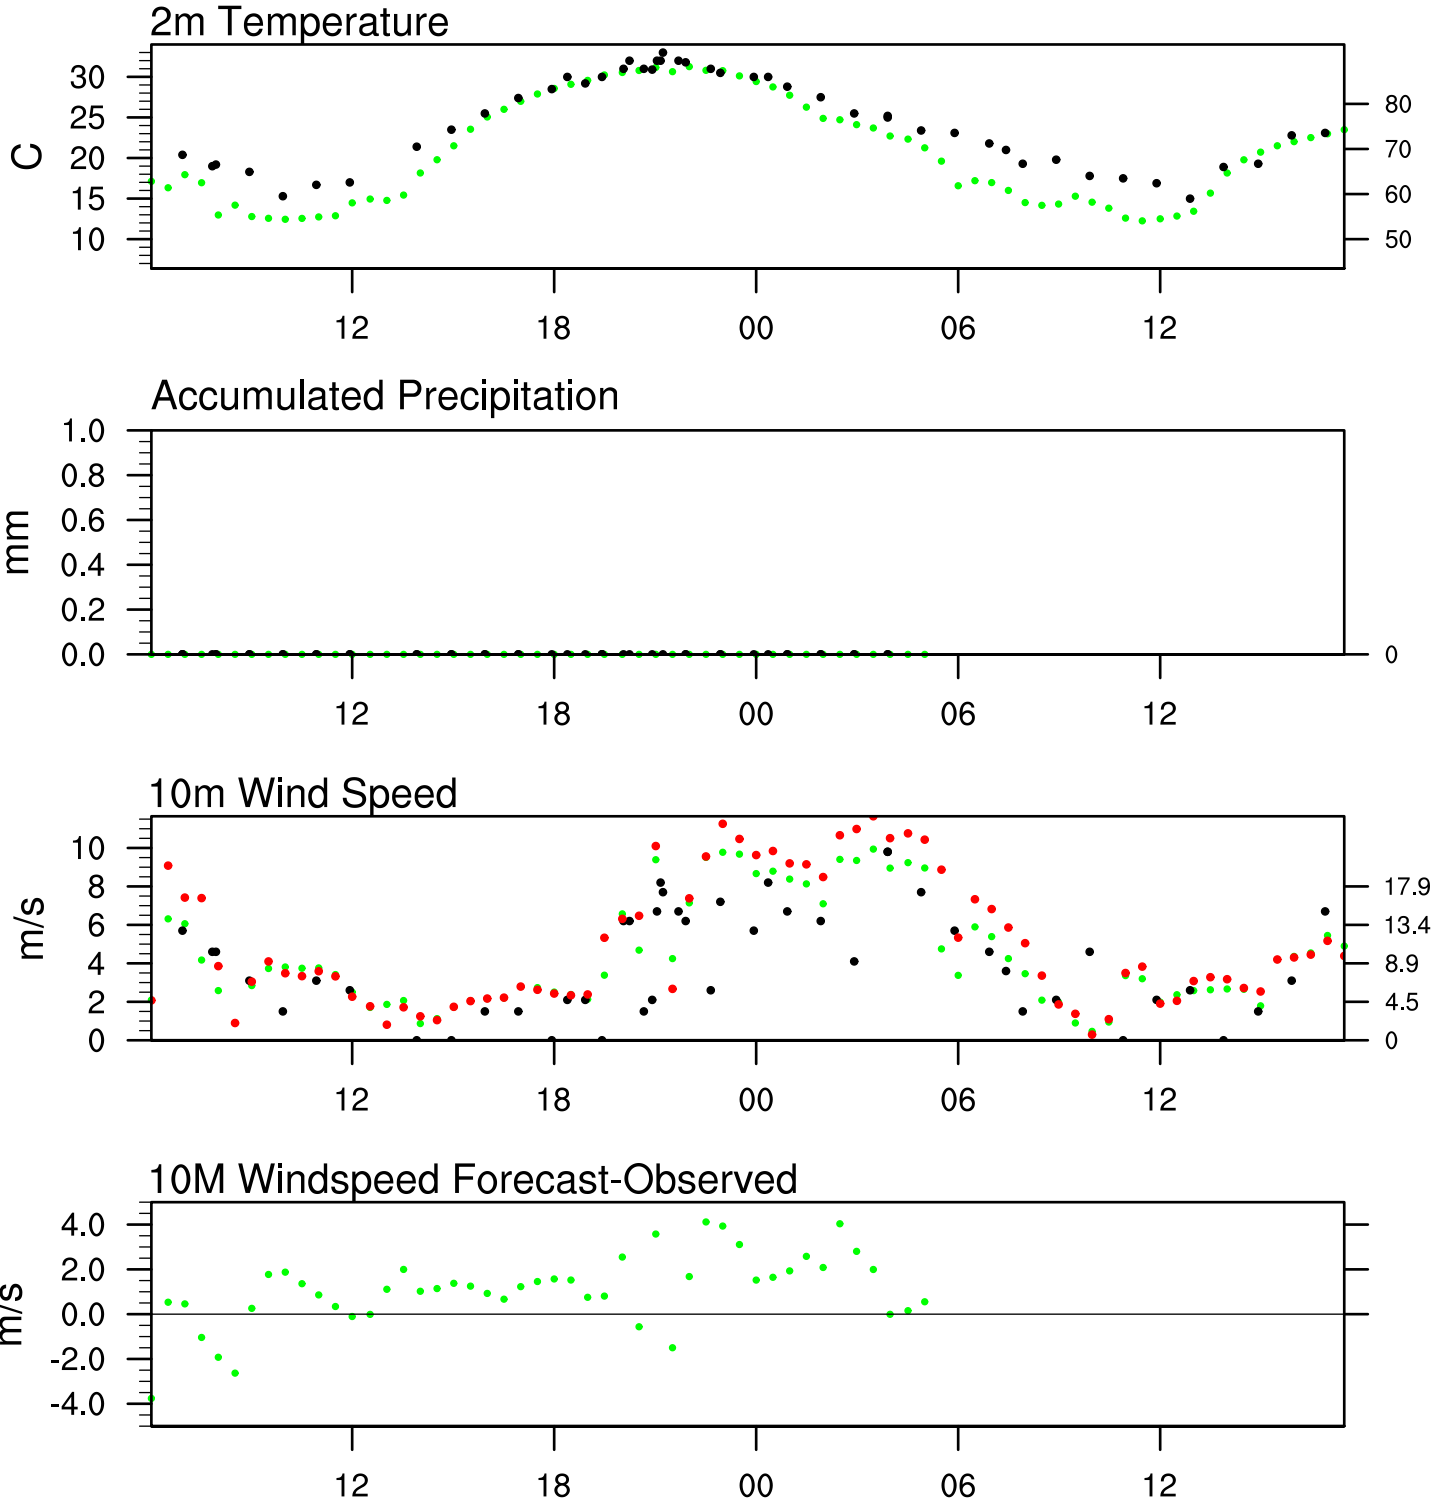 2m Temperature
30
25
20
15
10
C
80
70
60
50
12 18 00 06 12
Accumulated Precipitation
1.0
0.8
0.6
0.4
0.2
0.0
mm
0
12 18 00 06 12
10m Wind Speed
10
8
6
4
2
0
m/s
17.9
13.4
8.9
4.5
0
12 18 00 06 12
10M Windspeed Forecast-Observed
4.0
2.0
0.0
-2.0
-4.0
m/s
12 18 00 06 12